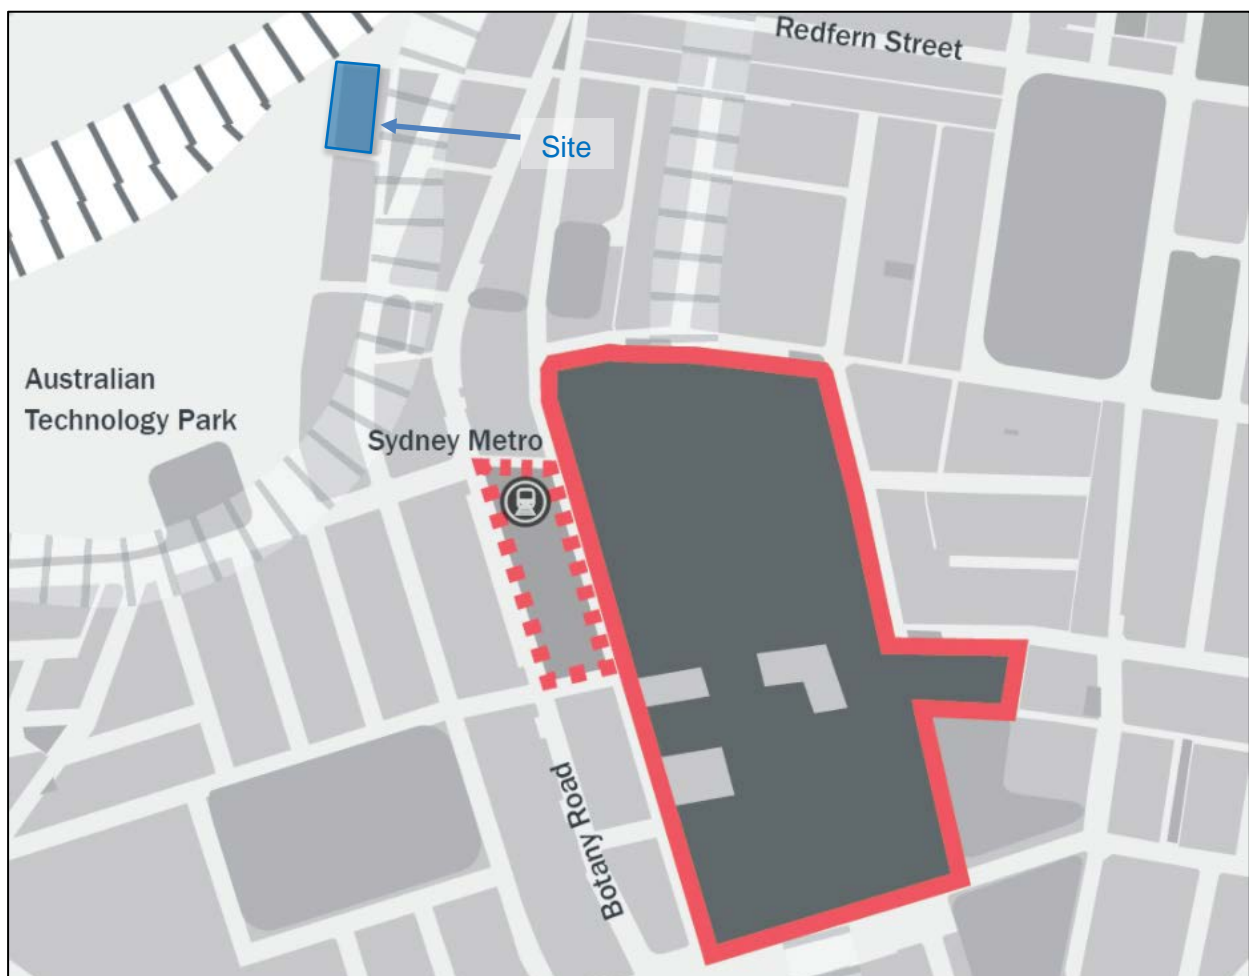 Redfern Street
Site
Australian
Technology Park
Sydney Metro
Botany Road